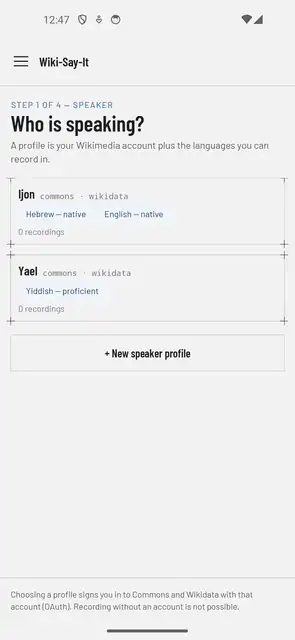 12:47
Wiki-Say-It
STEP 1 OF 4 — SPEAKER
Who is speaking?
A profile is your Wikimedia account plus the languages you can
record in.
Ijon commons · wikidata
Hebrew — native English — native
0 recordings
Yael commons · wikidata
Yiddish — proficient
0 recordings
+ New speaker profile
Choosing a profile signs you in to Commons and Wikidata with that
account (OAuth). Recording without an account is not possible.